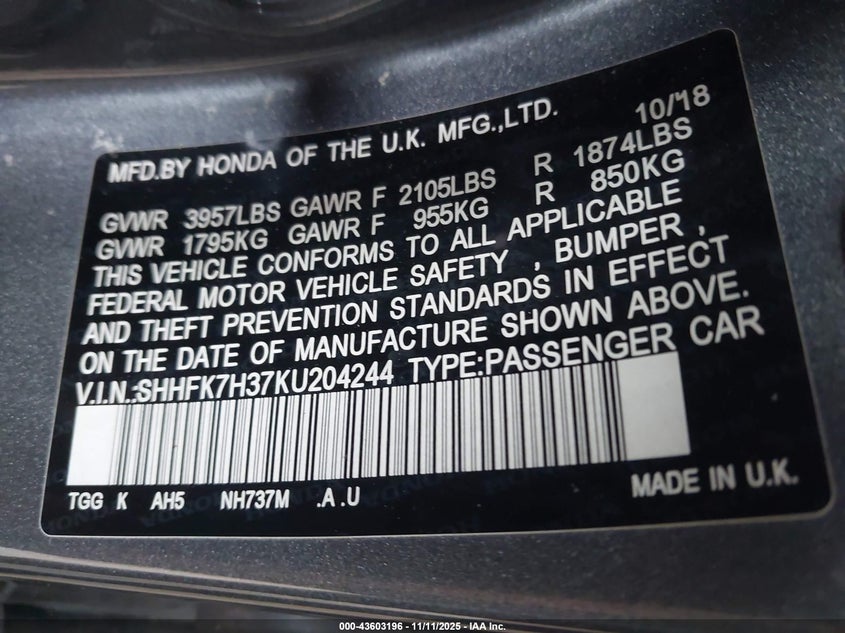 MFD.BY HONDA OF THE U.K. MFG.,LTD. 10/18
GVWR 3957LBS GAWR F 2105LBS R 1874LBS
GVWR 1795KG GAWR F 955KG R 850KG
THIS VEHICLE CONFORMS TO ALL APPLICABLE
FEDERAL MOTOR VEHICLE SAFETY , BUMPER ,
AND THEFT PREVENTION STANDARDS IN EFFECT
ON THE DATE OF MANUFACTURE SHOWN ABOVE.
V.I.N.:SHHFK7H37KU204244 TYPE:PASSENGER CAR
TGG K AH5 NH737M .A .U MADE IN U.K.
000-43603196 - 11/11/2025 - IAA Inc.